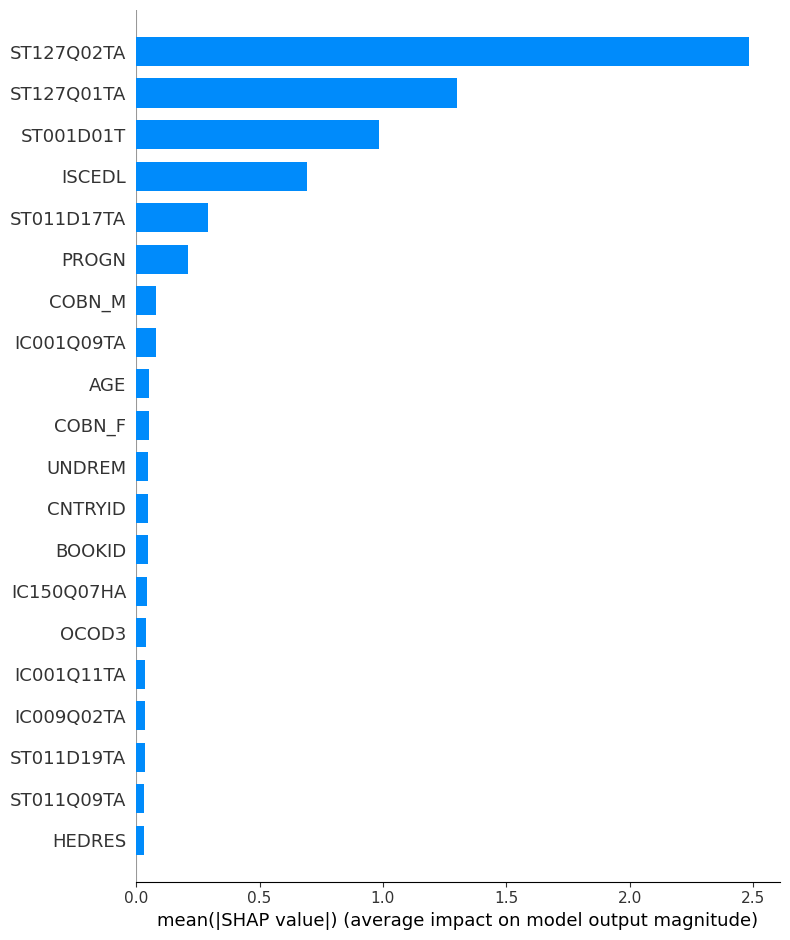 ST127Q02TA
ST127Q01TA
ST001D01T
ISCEDL
ST011D17TA
PROGN
COBN_M
IC001Q09TA
AGE
COBN_F
UNDREM
CNTRYID
BOOKID
IC150Q07HA
OCOD3
IC001Q11TA
IC009Q02TA
ST011D19TA
ST011Q09TA
HEDRES
0.0 0.5 1.0 1.5 2.0 2.5
mean(|SHAP value|) (average impact on model output magnitude)